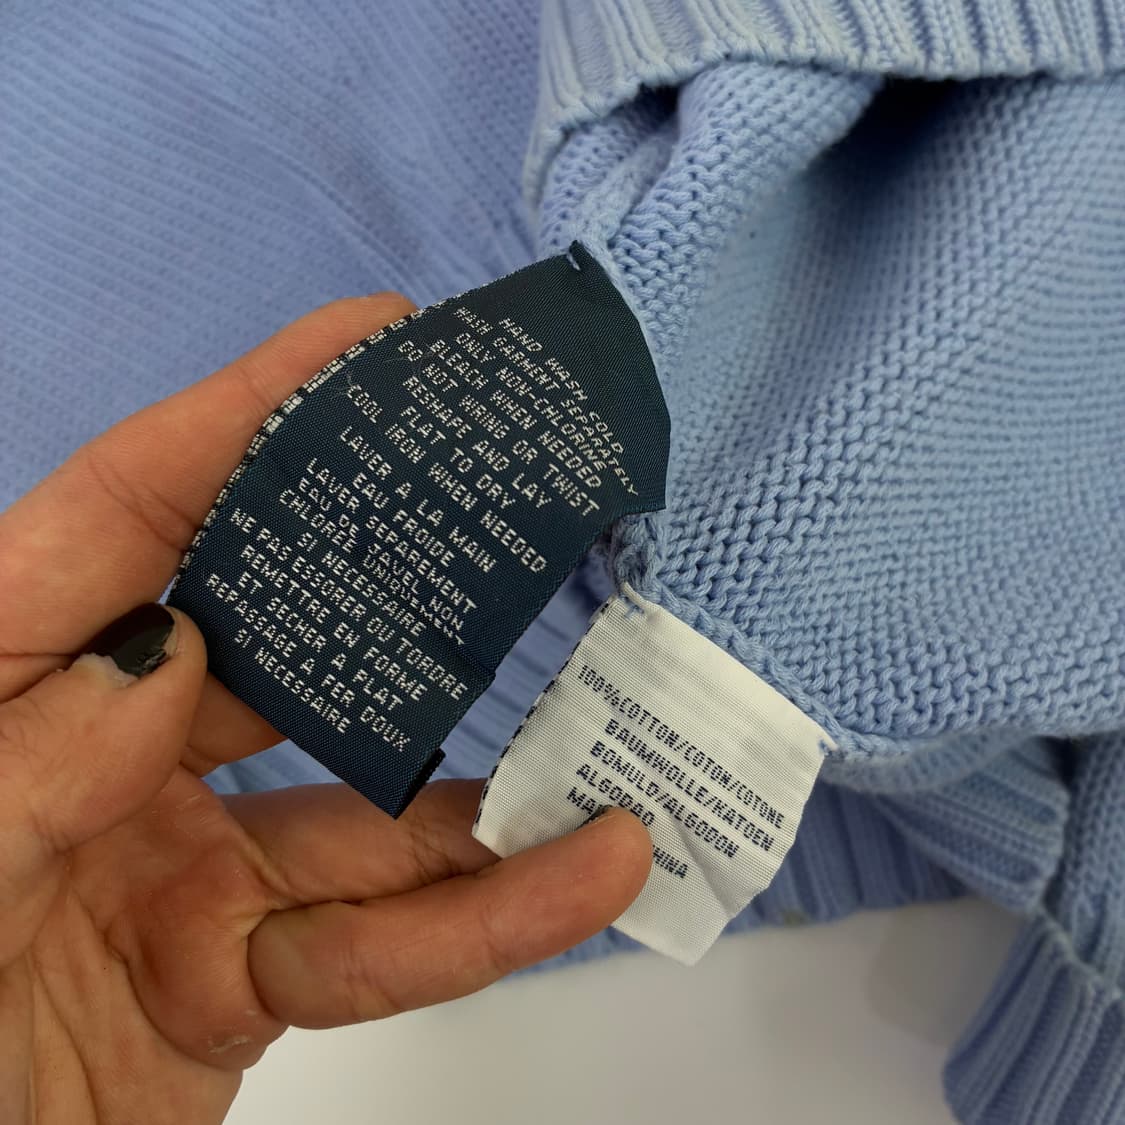 HAND WASH COLD
WASH GARMENT SEPARATELY
ONLY NON-CHLORINE
BLEACH WHEN NEEDED
DO NOT WRING OR TWIST
RESHAPE AND LAY
FLAT TO DRY
COOL IRON WHEN NEEDED
LAVER A LA MAIN
EAU FROIDE
LAVER SEPAREMENT
EAU DE JAVEL NON
CHLOREE UNIQUEMENT
SI NECESSAIRE
NE PAS ESSORER OU TORDRE
REMETTRE EN FORME
ET SECHER A PLAT
REPASSAGE A FER DOUX
SI NECESSAIRE
100%COTTON/COTON/COTONE
BAUMWOLLE/KATOEN
BOMULD/ALGODON
ALGODAO